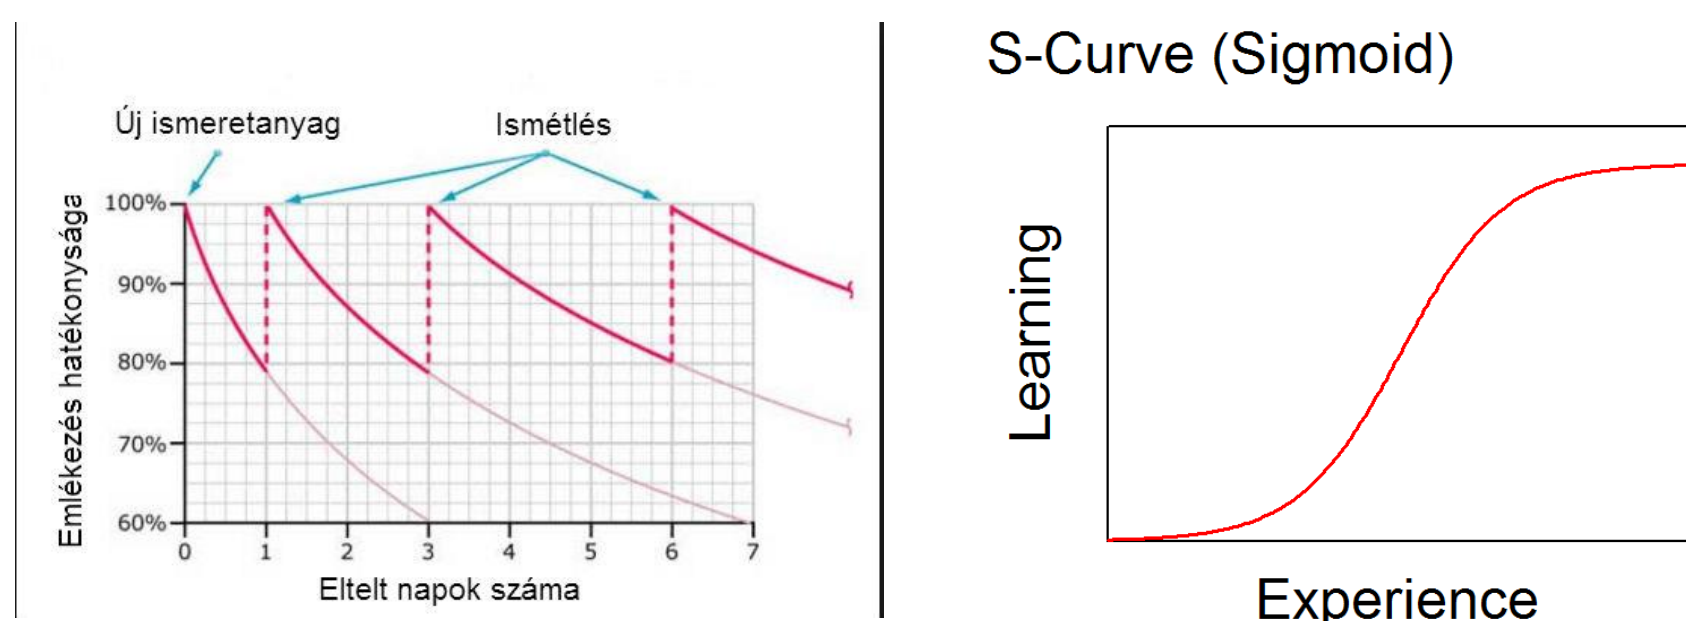 Új ismeretanyag
Ismétlés
Emlékezés hatékonysága
100%
90%
80%
70%
60%
0 1 2 3 4 5 6 7
Eltelt napok száma
S-Curve (Sigmoid)
Learning
Experience